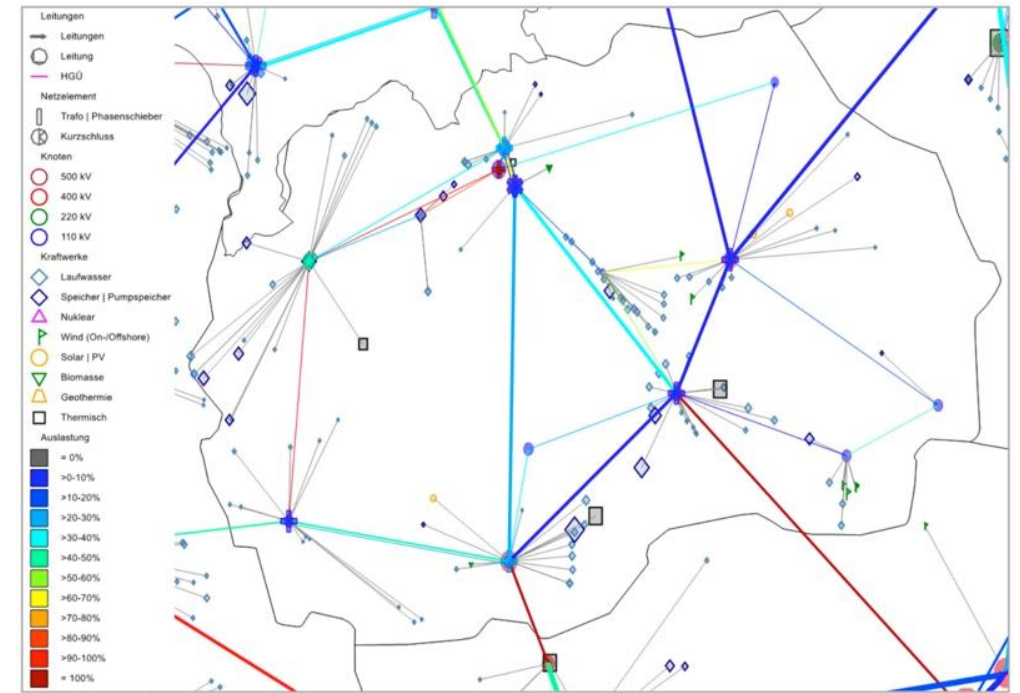 Leitungen
Leitungen
Leitung
HGÜ
Netzelement
Trafo | Phasenschieber
Kurzschluss
Knoten
500 kV
400 kV
220 kV
110 kV
Kraftwerke
Laufwasser
Speicher | Pumpspeicher
Nuklear
Wind (On-/Offshore)
Solar | PV
Biomasse
Geothermie
Thermisch
Auslastung
= 0%
>0-10%
>10-20%
>20-30%
>30-40%
>40-50%
>50-60%
>60-70%
>70-80%
>80-90%
>90-100%
= 100%